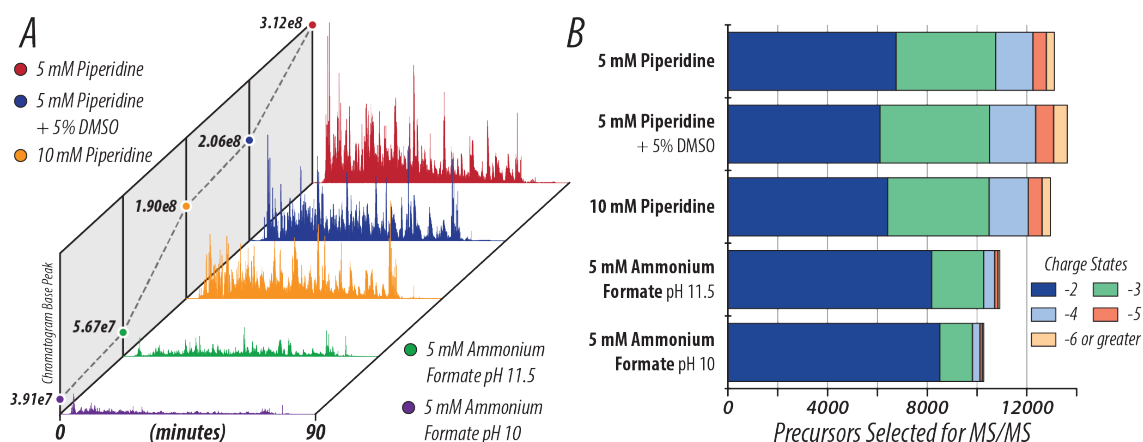 A
5 mM Piperidine
5 mM Piperidine
+ 5% DMSO
10 mM Piperidine
3.12e8
2.06e8
1.90e8
5.67e7
3.91e7
Chromatogram Base Peak
5 mM Ammonium
Formate pH 11.5
5 mM Ammonium
Formate pH 10
0 (minutes) 90
B
5 mM Piperidine
5 mM Piperidine
+ 5% DMSO
10 mM Piperidine
5 mM Ammonium
Formate pH 11.5
5 mM Ammonium
Formate pH 10
Charge States
-2 -3
-4 -5
-6 or greater
0 4000 8000 12000
Precursors Selected for MS/MS